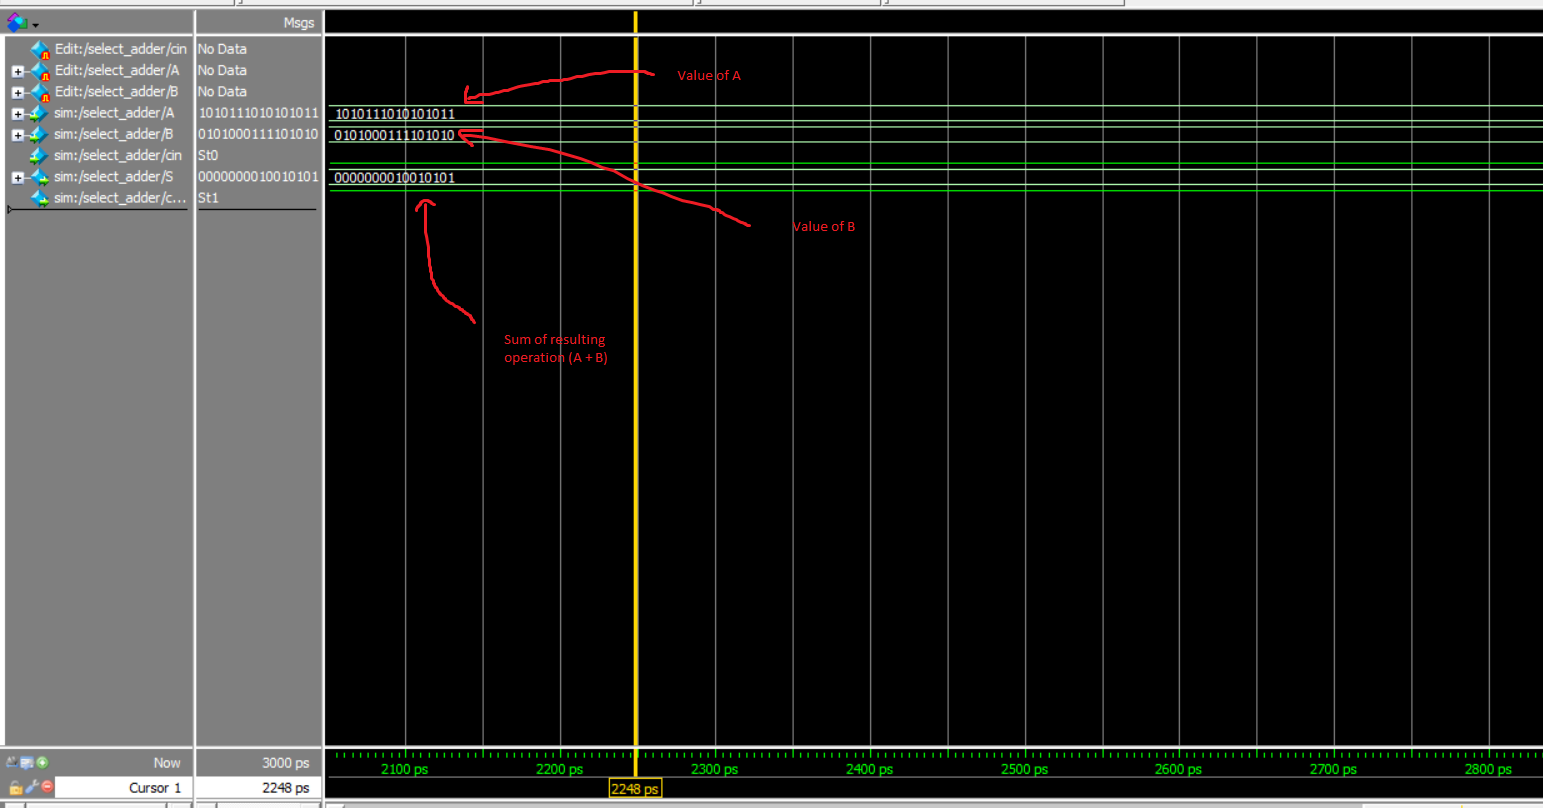 Msgs
Edit:/select_adder/cin No Data
Edit:/select_adder/A No Data
Edit:/select_adder/B No Data
sim:/select_adder/A 1010111010101011 1010111010101011
sim:/select_adder/B 0101000111101010 0101000111101010
sim:/select_adder/cin St0
sim:/select_adder/S 0000000010010101 0000000010010101
sim:/select_adder/c... St1
Value of A
Value of B
Sum of resulting
operation (A + B)
Now 3000 ps
2100 ps 2200 ps 2300 ps 2400 ps 2500 ps 2600 ps 2700 ps 2800 ps
Cursor 1 2248 ps
2248 ps